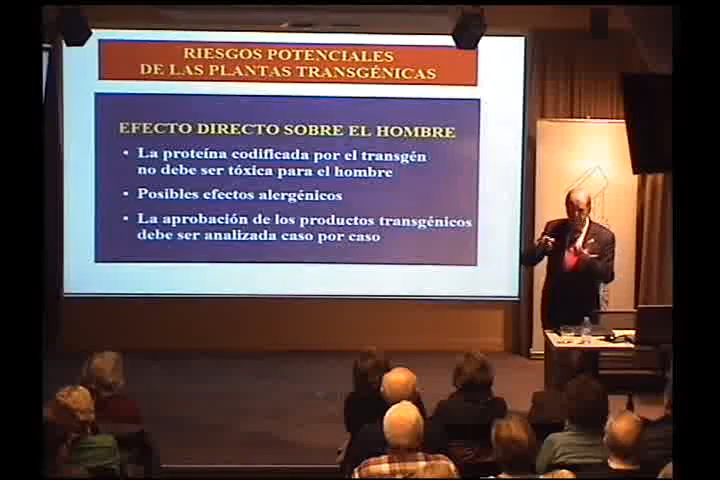 RIESGOS POTENCIALES
DE LAS PLANTAS TRANSGÉNICAS
EFECTO DIRECTO SOBRE EL HOMBRE
• La proteína codificada por el transgén
no debe ser tóxica para el hombre
• Posibles efectos alergénicos
• La aprobación de los productos transgénicos
debe ser analizada caso por caso